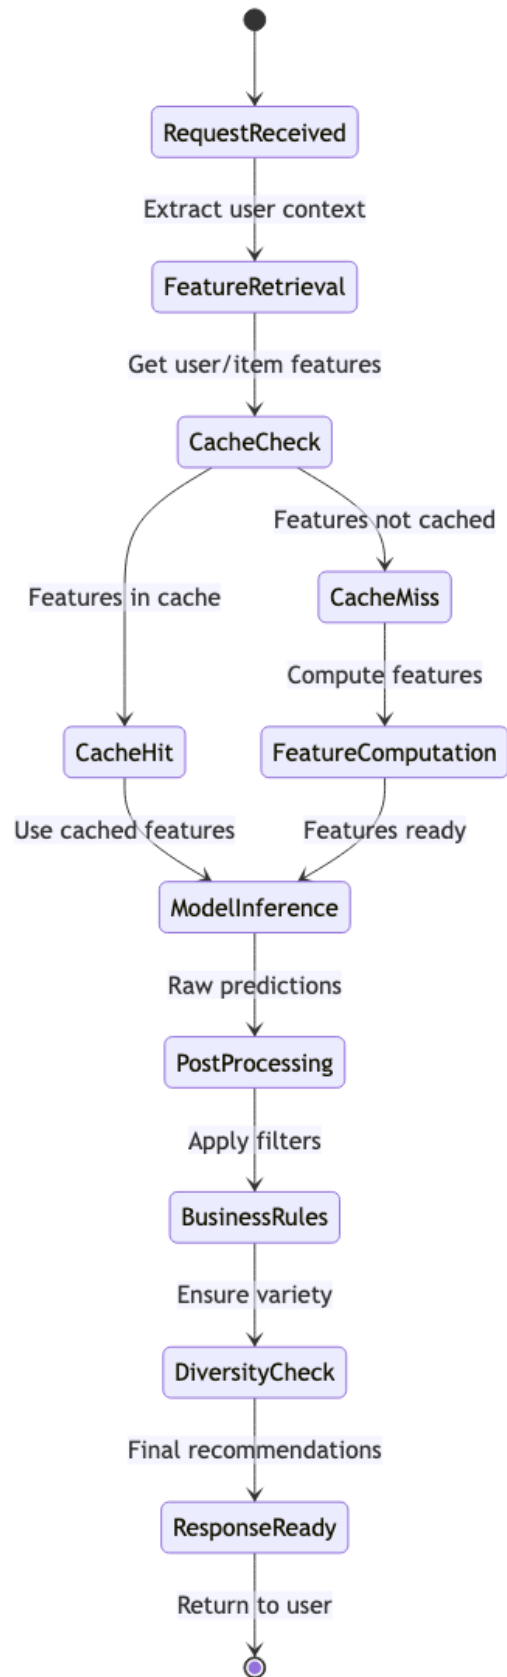 RequestReceived
Extract user context
FeatureRetrieval
Get user/item features
CacheCheck
Features not cached
Features in cache
CacheMiss
Compute features
CacheHit
FeatureComputation
Use cached features
Features ready
ModelInference
Raw predictions
PostProcessing
Apply filters
BusinessRules
Ensure variety
DiversityCheck
Final recommendations
ResponseReady
Return to user